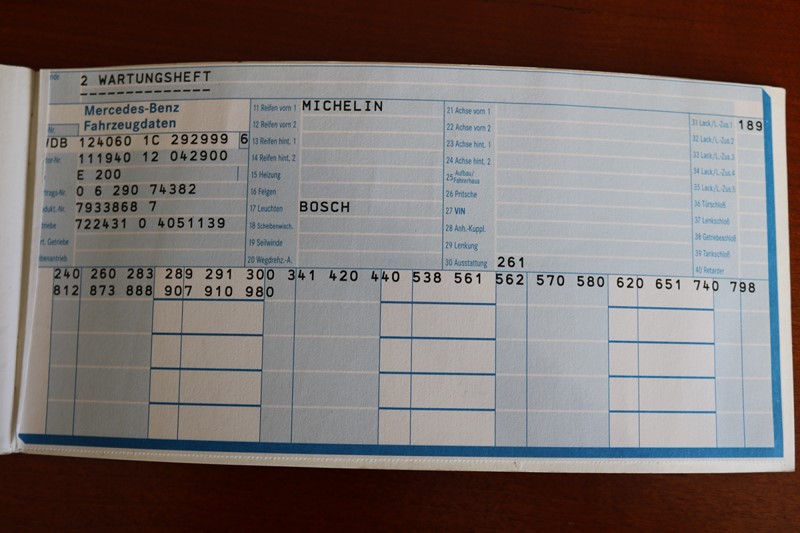 2 WARTUNGSHEFT
Mercedes-Benz
Fahrzeugdaten
DB 124060 1C 292999 6
111940 12 042900
E 200
0 6 290 74382
7933868 7
722431 0 4051139
11 Reifen vorn 1 MICHELIN
12 Reifen vorn 2
13 Reifen hint. 1
14 Reifen hint. 2
15 Heizung
16 Felgen
17 Leuchten BOSCH
18 Scheibenwisch.
19 Seilwinde
20 Wegdrehz.-A.
21 Achse vorn 1
22 Achse vorn 2
23 Achse hint. 1
24 Achse hint. 2
25 Aufbau/
Fahrerhaus
26 Pritsche
27 VIN
28 Anh.-Kuppl.
29 Lenkung
30 Ausstattung 261
31 Lack./L.-Zus.1 189
32 Lack./L.-Zus.2
33 Lack./L.-Zus.3
34 Lack./L.-Zus.4
35 Lack./L.-Zus.5
36 Türschloß
37 Lenkschloß
38 Getriebeschloß
39 Tankschloß
40 Retarder
240 260 283 289 291 300 341 420 440 538 561 562 570 580 620 651 740 798
812 873 888 907 910 980